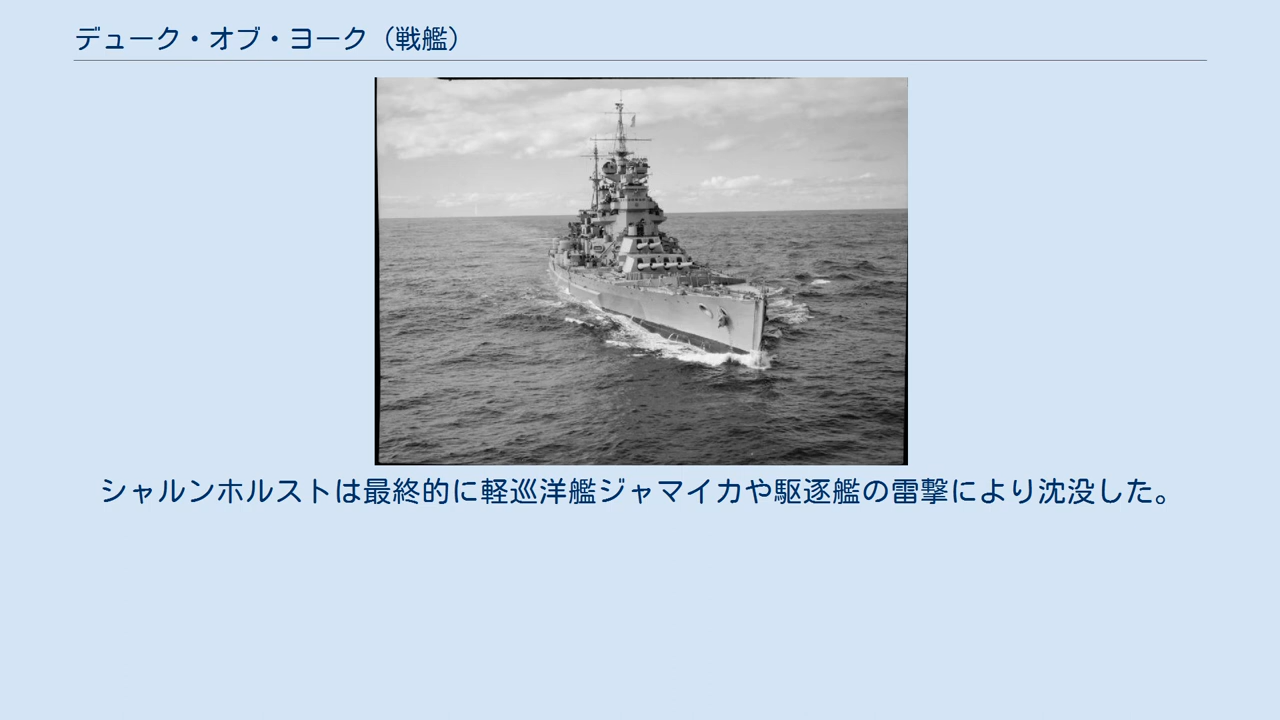 デューク・オブ・ヨーク（戦艦）
シャルンホルストは最終的に軽巡洋艦ジャマイカや駆逐艦の雷撃により沈没した。